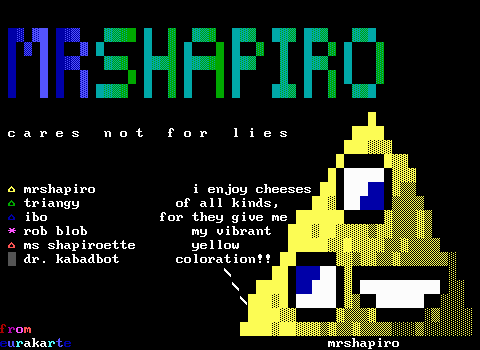 MRSHAPIRO
cares not for lies
mrshapiro
triangy
ibo
rob blob
ms shapiroette
dr. kabadbot
i enjoy cheeses
of all kinds,
for they give me
my vibrant
yellow
coloration!!
from
eurakarte
mrshapiro